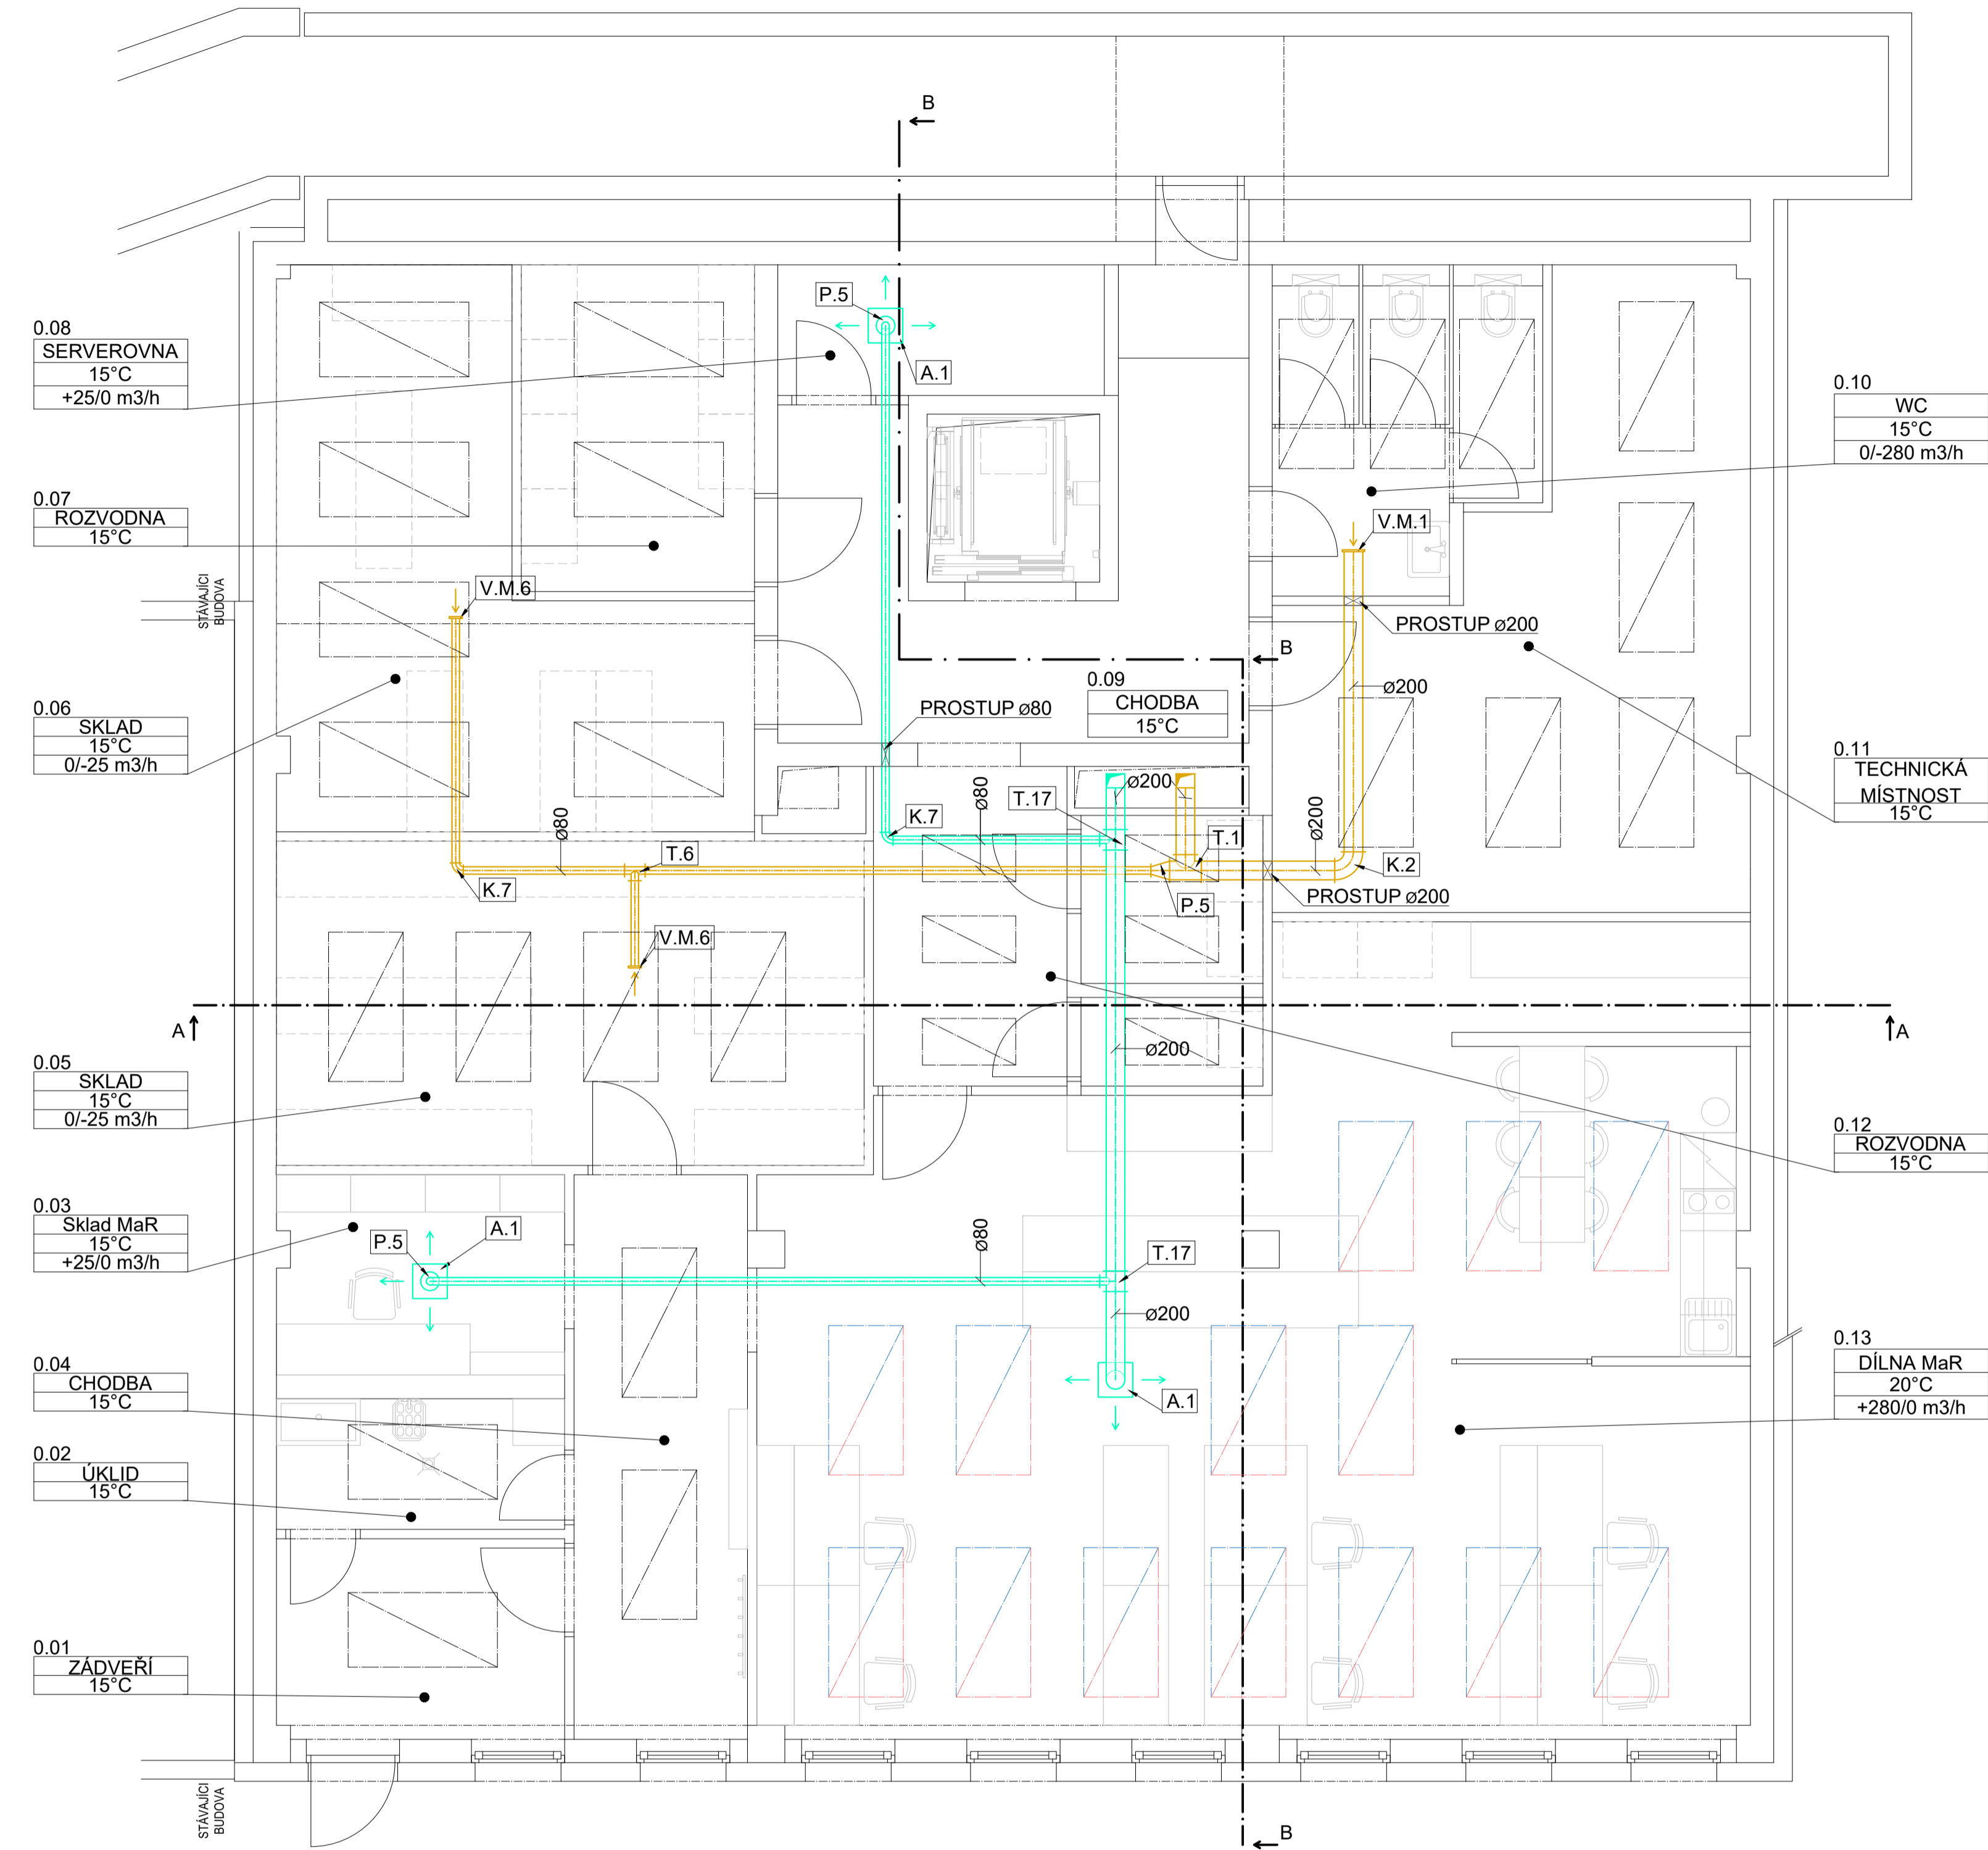 B
P.5
A.1
0.08
SERVEROVNA
15°C
+25/0 m3/h
0.10
WC
15°C
0/-280 m3/h
0.07
ROZVODNA
15°C
V.M.1
STÁVAJÍCI
BUDOVA
V.M.6
PROSTUP ø200
B
ø200
0.09
CHODBA
15°C
PROSTUP ø80
0.06
SKLAD
15°C
0/-25 m3/h
0.11
TECHNICKÁ
MÍSTNOST
15°C
ø80
ø200
T.17
K.7
ø80
T.1
ø200
T.6
K.2
K.7
P.5
PROSTUP ø200
V.M.6
A
A
ø200
0.05
SKLAD
15°C
0/-25 m3/h
0.12
ROZVODNA
15°C
0.03
Sklad MaR
15°C
+25/0 m3/h
P.5
A.1
ø80
T.17
ø200
0.13
DÍLNA MaR
20°C
+280/0 m3/h
0.04
CHODBA
15°C
A.1
0.02
ÚKLID
15°C
0.01
ZÁDVEŘÍ
15°C
STÁVAJÍCI
BUDOVA
B